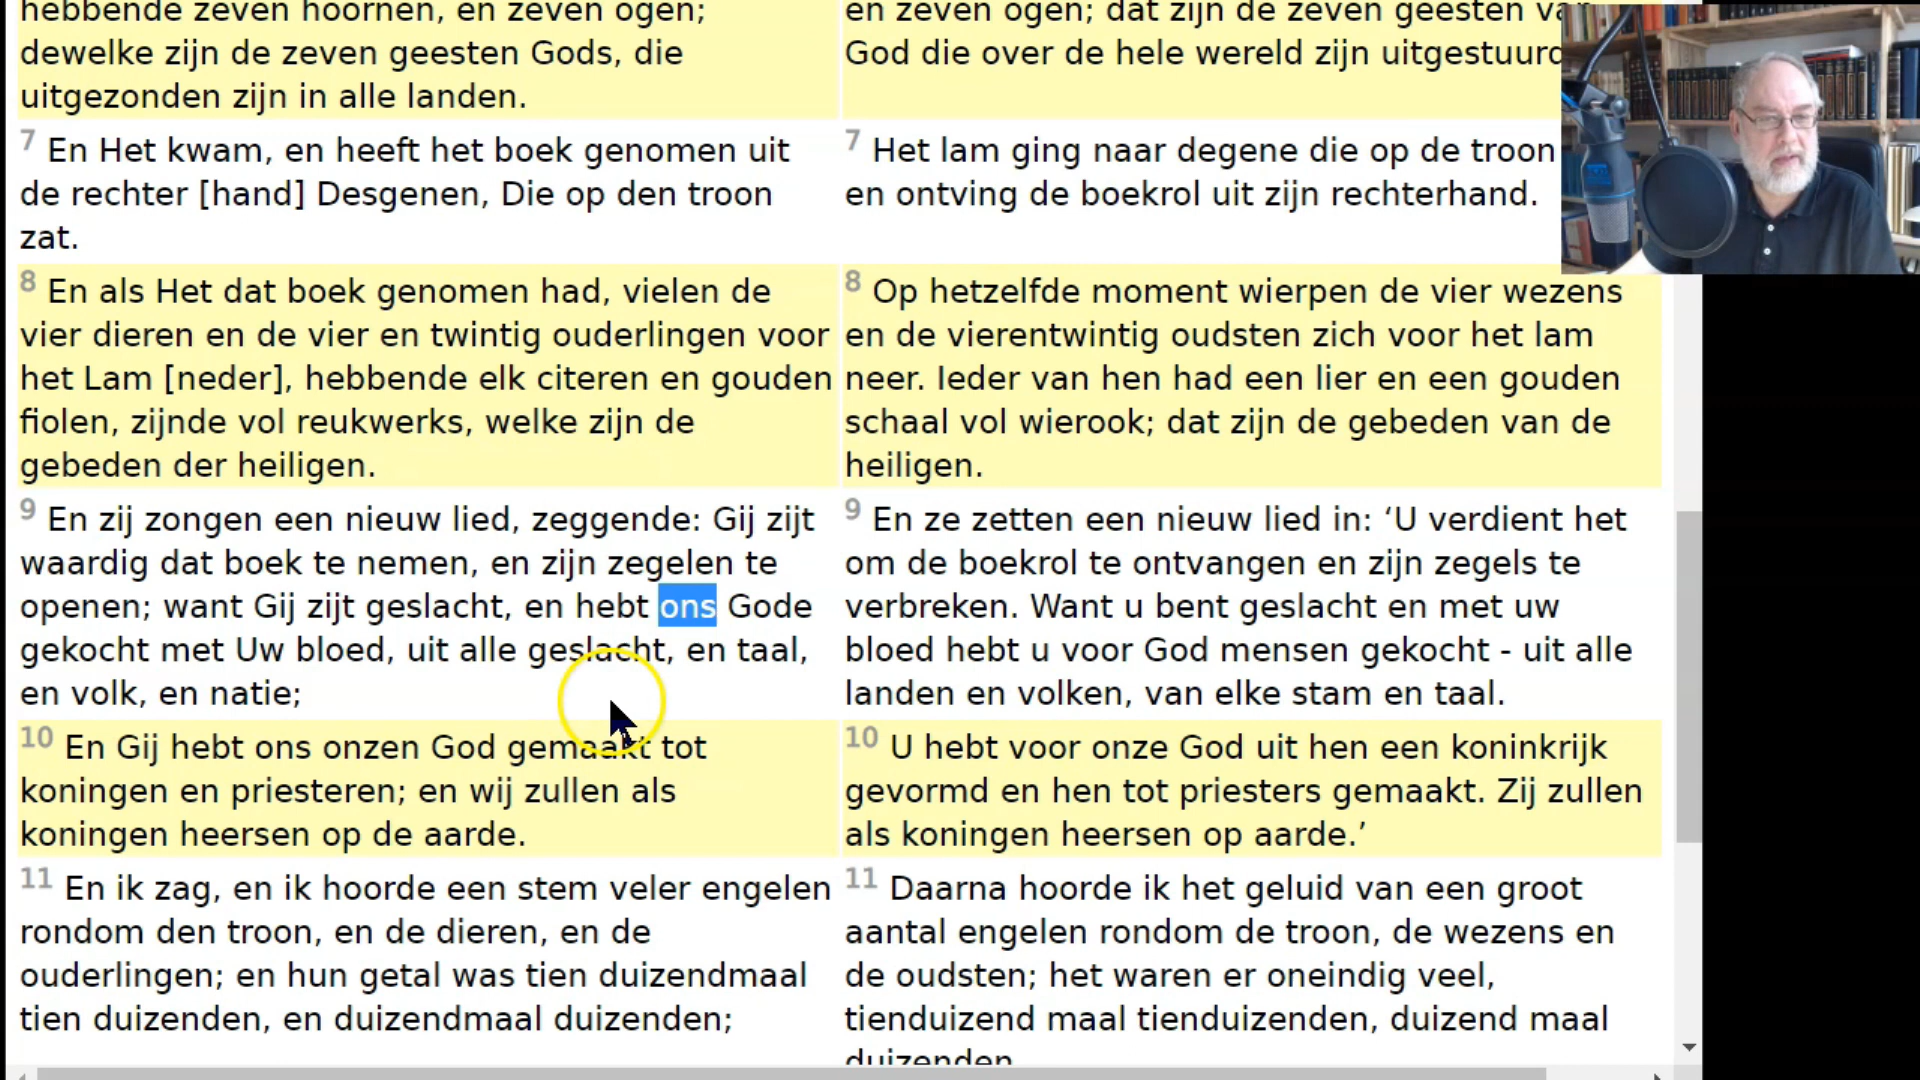 hebbende zeven hoornen, en zeven ogen;
dewelke zijn de zeven geesten Gods, die
uitgezonden zijn in alle landen.
7 En Het kwam, en heeft het boek genomen uit
de rechter [hand] Desgenen, Die op den troon
zat.
8 En als Het dat boek genomen had, vielen de
vier dieren en de vier en twintig ouderlingen voor
het Lam [neder], hebbende elk citeren en gouden
fiolen, zijnde vol reukwerks, welke zijn de
gebeden der heiligen.
9 En zij zongen een nieuw lied, zeggende: Gij zijt
waardig dat boek te nemen, en zijn zegelen te
openen; want Gij zijt geslacht, en hebt ons Gode
gekocht met Uw bloed, uit alle geslacht, en taal,
en volk, en natie;
10 En Gij hebt ons onzen God gemaakt tot
koningen en priesteren; en wij zullen als
koningen heersen op de aarde.
11 En ik zag, en ik hoorde een stem veler engelen
rondom den troon, en de dieren, en de
ouderlingen; en hun getal was tien duizendmaal
tien duizenden, en duizendmaal duizenden;
en zeven ogen; dat zijn de zeven geesten van
God die over de hele wereld zijn uitgestuurd
7 Het lam ging naar degene die op de troon
en ontving de boekrol uit zijn rechterhand.
8 Op hetzelfde moment wierpen de vier wezens
en de vierentwintig oudsten zich voor het lam
neer. Ieder van hen had een lier en een gouden
schaal vol wierook; dat zijn de gebeden van de
heiligen.
9 En ze zetten een nieuw lied in: ‘U verdient het
om de boekrol te ontvangen en zijn zegels te
verbreken. Want u bent geslacht en met uw
bloed hebt u voor God mensen gekocht - uit alle
landen en volken, van elke stam en taal.
10 U hebt voor onze God uit hen een koninkrijk
gevormd en hen tot priesters gemaakt. Zij zullen
als koningen heersen op aarde.’
11 Daarna hoorde ik het geluid van een groot
aantal engelen rondom de troon, de wezens en
de oudsten; het waren er oneindig veel,
tienduizend maal tienduizenden, duizend maal
duizenden